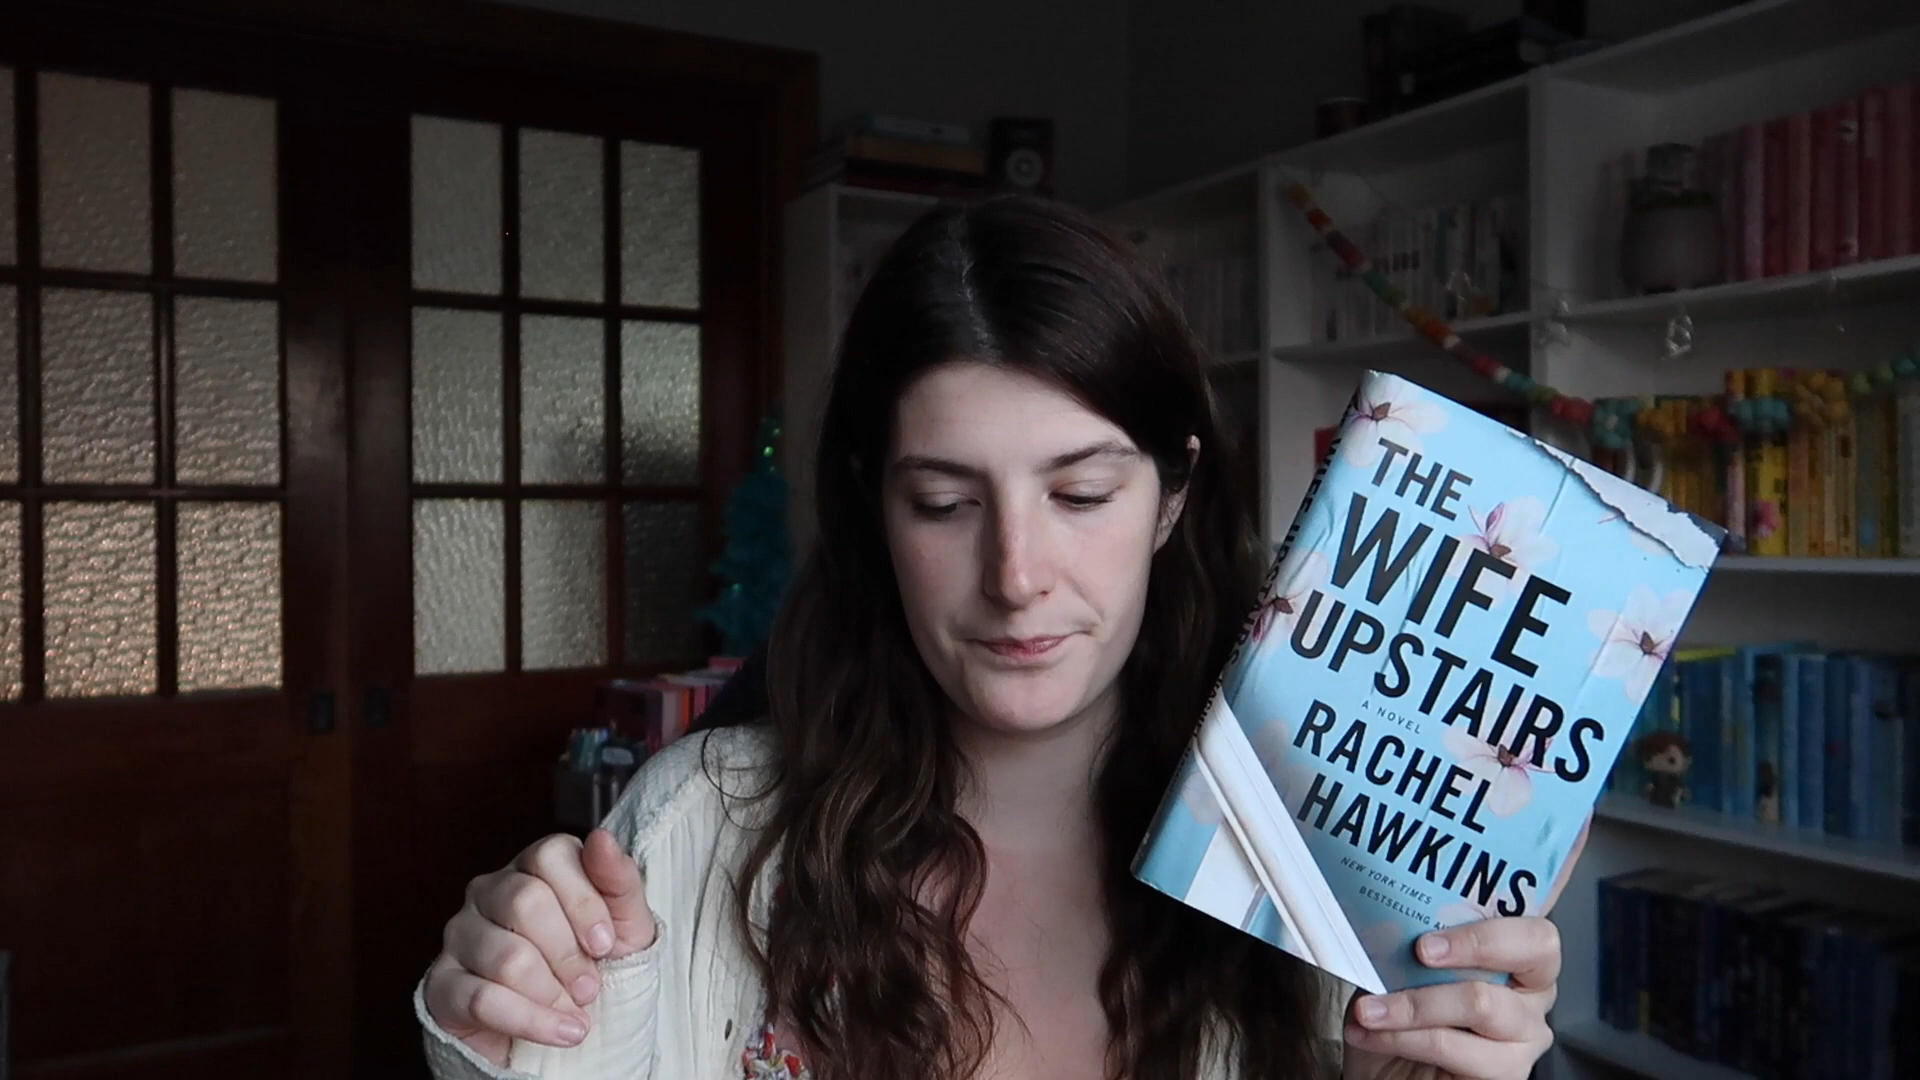 THE
WIFE
UPSTAIRS
A NOVEL
RACHEL
HAWKINS
NEW YORK TIMES
BESTSELLING